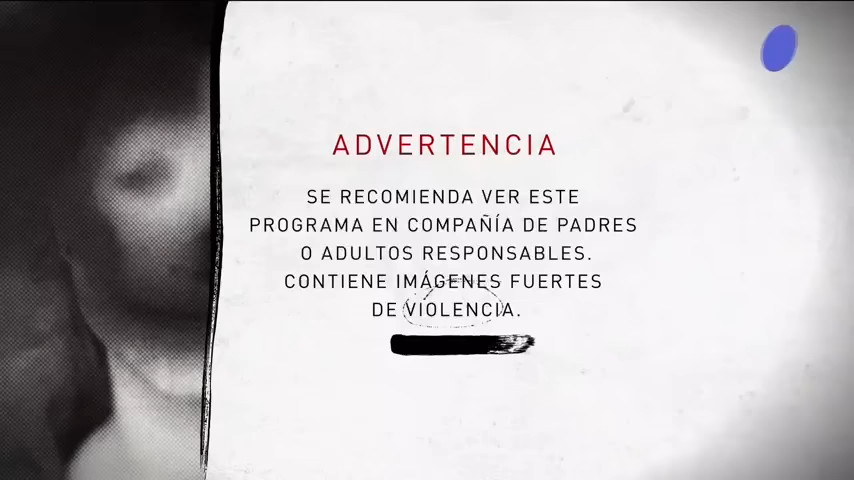 ADVERTENCIA
SE RECOMIENDA VER ESTE
PROGRAMA EN COMPAÑÍA DE PADRES
O ADULTOS RESPONSABLES.
CONTIENE IMÁGENES FUERTES
DE VIOLENCIA.